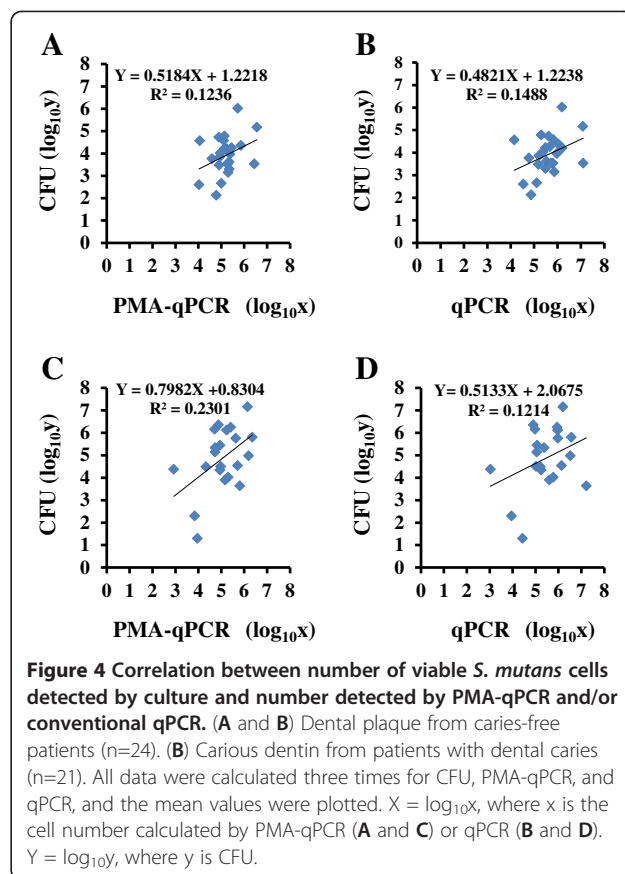 A
Y = 0.5184X + 1.2218
R² = 0.1236
CFU (log₁₀y)
8
7
6
5
4
3
2
1
0
0 1 2 3 4 5 6 7 8
PMA-qPCR (log₁₀x)
B
Y = 0.4821X + 1.2238
R² = 0.1488
CFU (log₁₀y)
8
7
6
5
4
3
2
1
0
0 1 2 3 4 5 6 7 8
qPCR (log₁₀x)
C
Y = 0.7982X +0.8304
R² = 0.2301
CFU (log₁₀y)
8
7
6
5
4
3
2
1
0
0 1 2 3 4 5 6 7 8
PMA-qPCR (log₁₀x)
D
Y = 0.5133X + 2.0675
R² = 0.1214
CFU (log₁₀y)
8
7
6
5
4
3
2
1
0
0 1 2 3 4 5 6 7 8
qPCR (log₁₀x)
Figure 4 Correlation between number of viable S. mutans cells
detected by culture and number detected by PMA-qPCR and/or
conventional qPCR. (A and B) Dental plaque from caries-free
patients (n=24). (B) Carious dentin from patients with dental caries
(n=21). All data were calculated three times for CFU, PMA-qPCR, and
qPCR, and the mean values were plotted. X = log₁₀x, where x is the
cell number calculated by PMA-qPCR (A and C) or qPCR (B and D).
Y = log₁₀y, where y is CFU.